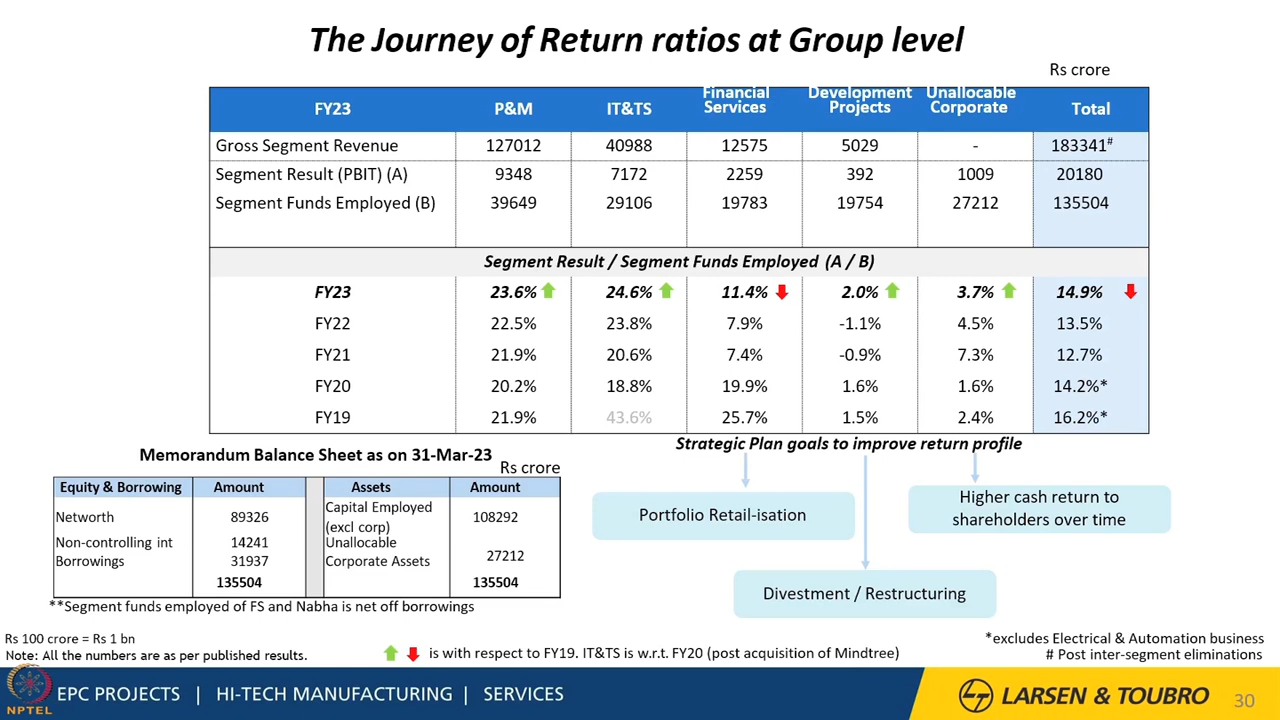 The Journey of Return ratios at Group level
Rs crore
FY23 P&M IT&TS Financial Services Development Projects Unallocable Corporate Total
Gross Segment Revenue 127012 40988 12575 5029 - 183341#
Segment Result (PBIT) (A) 9348 7172 2259 392 1009 20180
Segment Funds Employed (B) 39649 29106 19783 19754 27212 135504
Segment Result / Segment Funds Employed (A / B)
FY23 23.6% 24.6% 11.4% 2.0% 3.7% 14.9%
FY22 22.5% 23.8% 7.9% -1.1% 4.5% 13.5%
FY21 21.9% 20.6% 7.4% -0.9% 7.3% 12.7%
FY20 20.2% 18.8% 19.9% 1.6% 1.6% 14.2%*
FY19 21.9% 43.6% 25.7% 1.5% 2.4% 16.2%*
Memorandum Balance Sheet as on 31-Mar-23
Rs crore
Equity & Borrowing Amount Assets Amount
Networth 89326 Capital Employed (excl corp) 108292
Non-controlling int 14241 Unallocable
Borrowings 31937 Corporate Assets 27212
135504 135504
**Segment funds employed of FS and Nabha is net off borrowings
Strategic Plan goals to improve return profile
Portfolio Retail-isation
Higher cash return to
shareholders over time
Divestment / Restructuring
Rs 100 crore = Rs 1 bn
Note: All the numbers are as per published results.
is with respect to FY19. IT&TS is w.r.t. FY20 (post acquisition of Mindtree)
*excludes Electrical & Automation business
# Post inter-segment eliminations
NPTEL
EPC PROJECTS | HI-TECH MANUFACTURING | SERVICES
LARSEN & TOUBRO
30